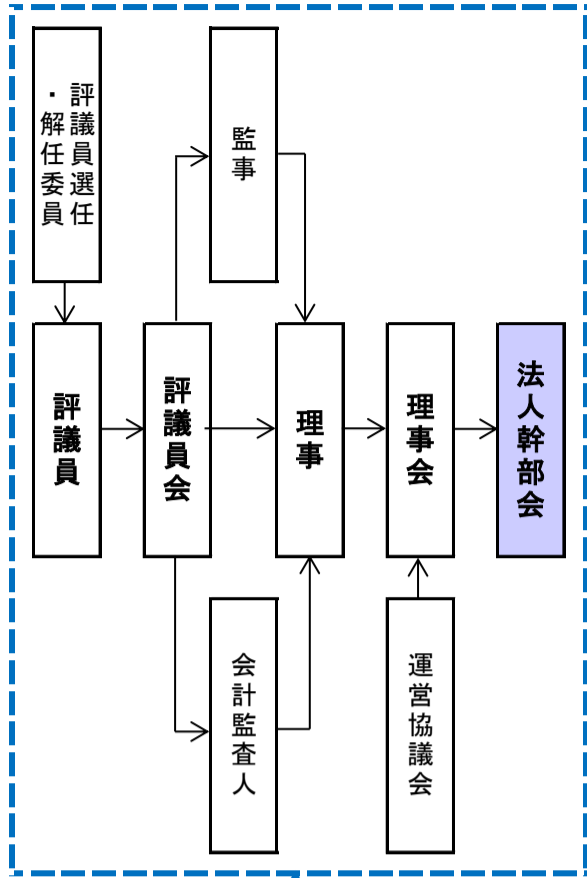 評議員選任
・解任委員
監事
評議員
評議員会
理事
理事会
法人幹部会
会計監査人
運営協議会